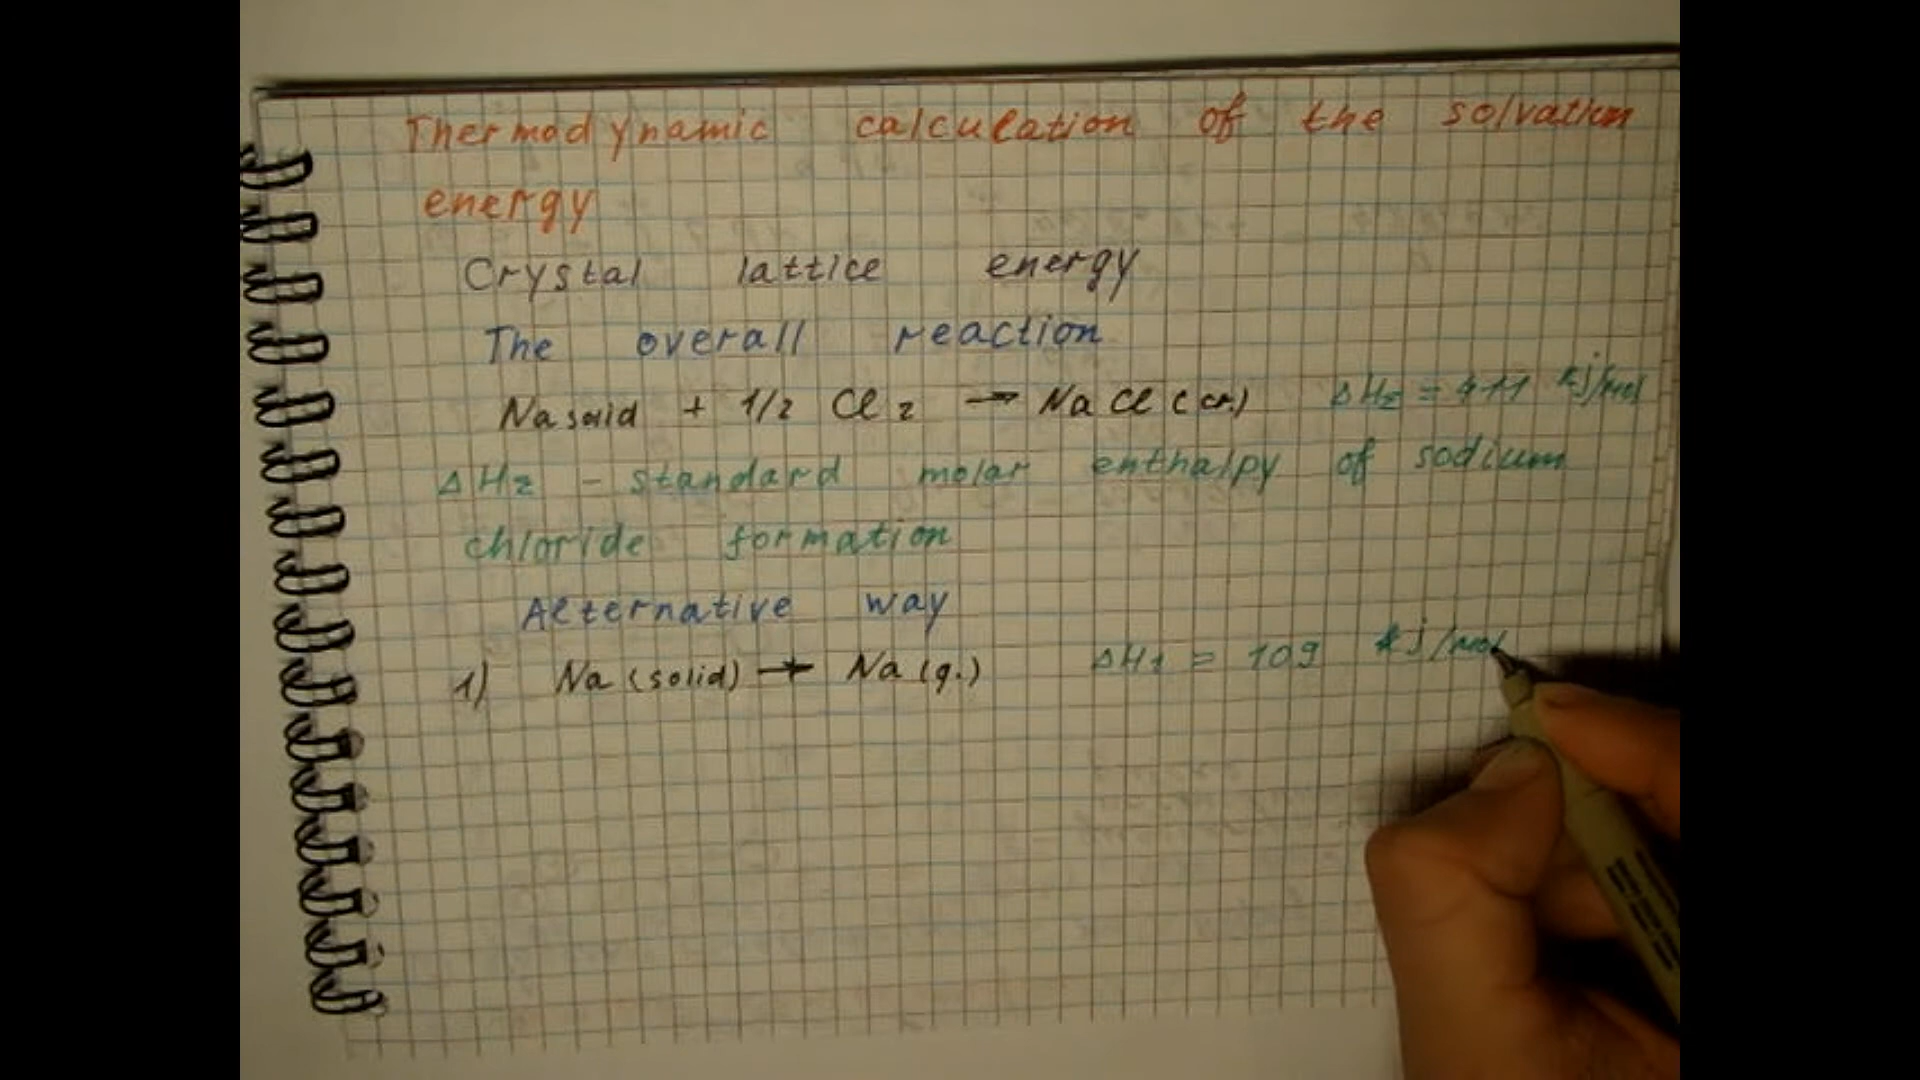 Thermodynamic calculation of the solvation
energy
Crystal lattice energy
The overall reaction
Na solid + 1/2 Cl2 → NaCl (cr.) ΔHΣ = 411 kJ/mol
ΔHΣ - standard molar enthalpy of sodium
chloride formation
Alternative way
1) Na (solid) → Na (g.) ΔH1 = 109 kJ/mol